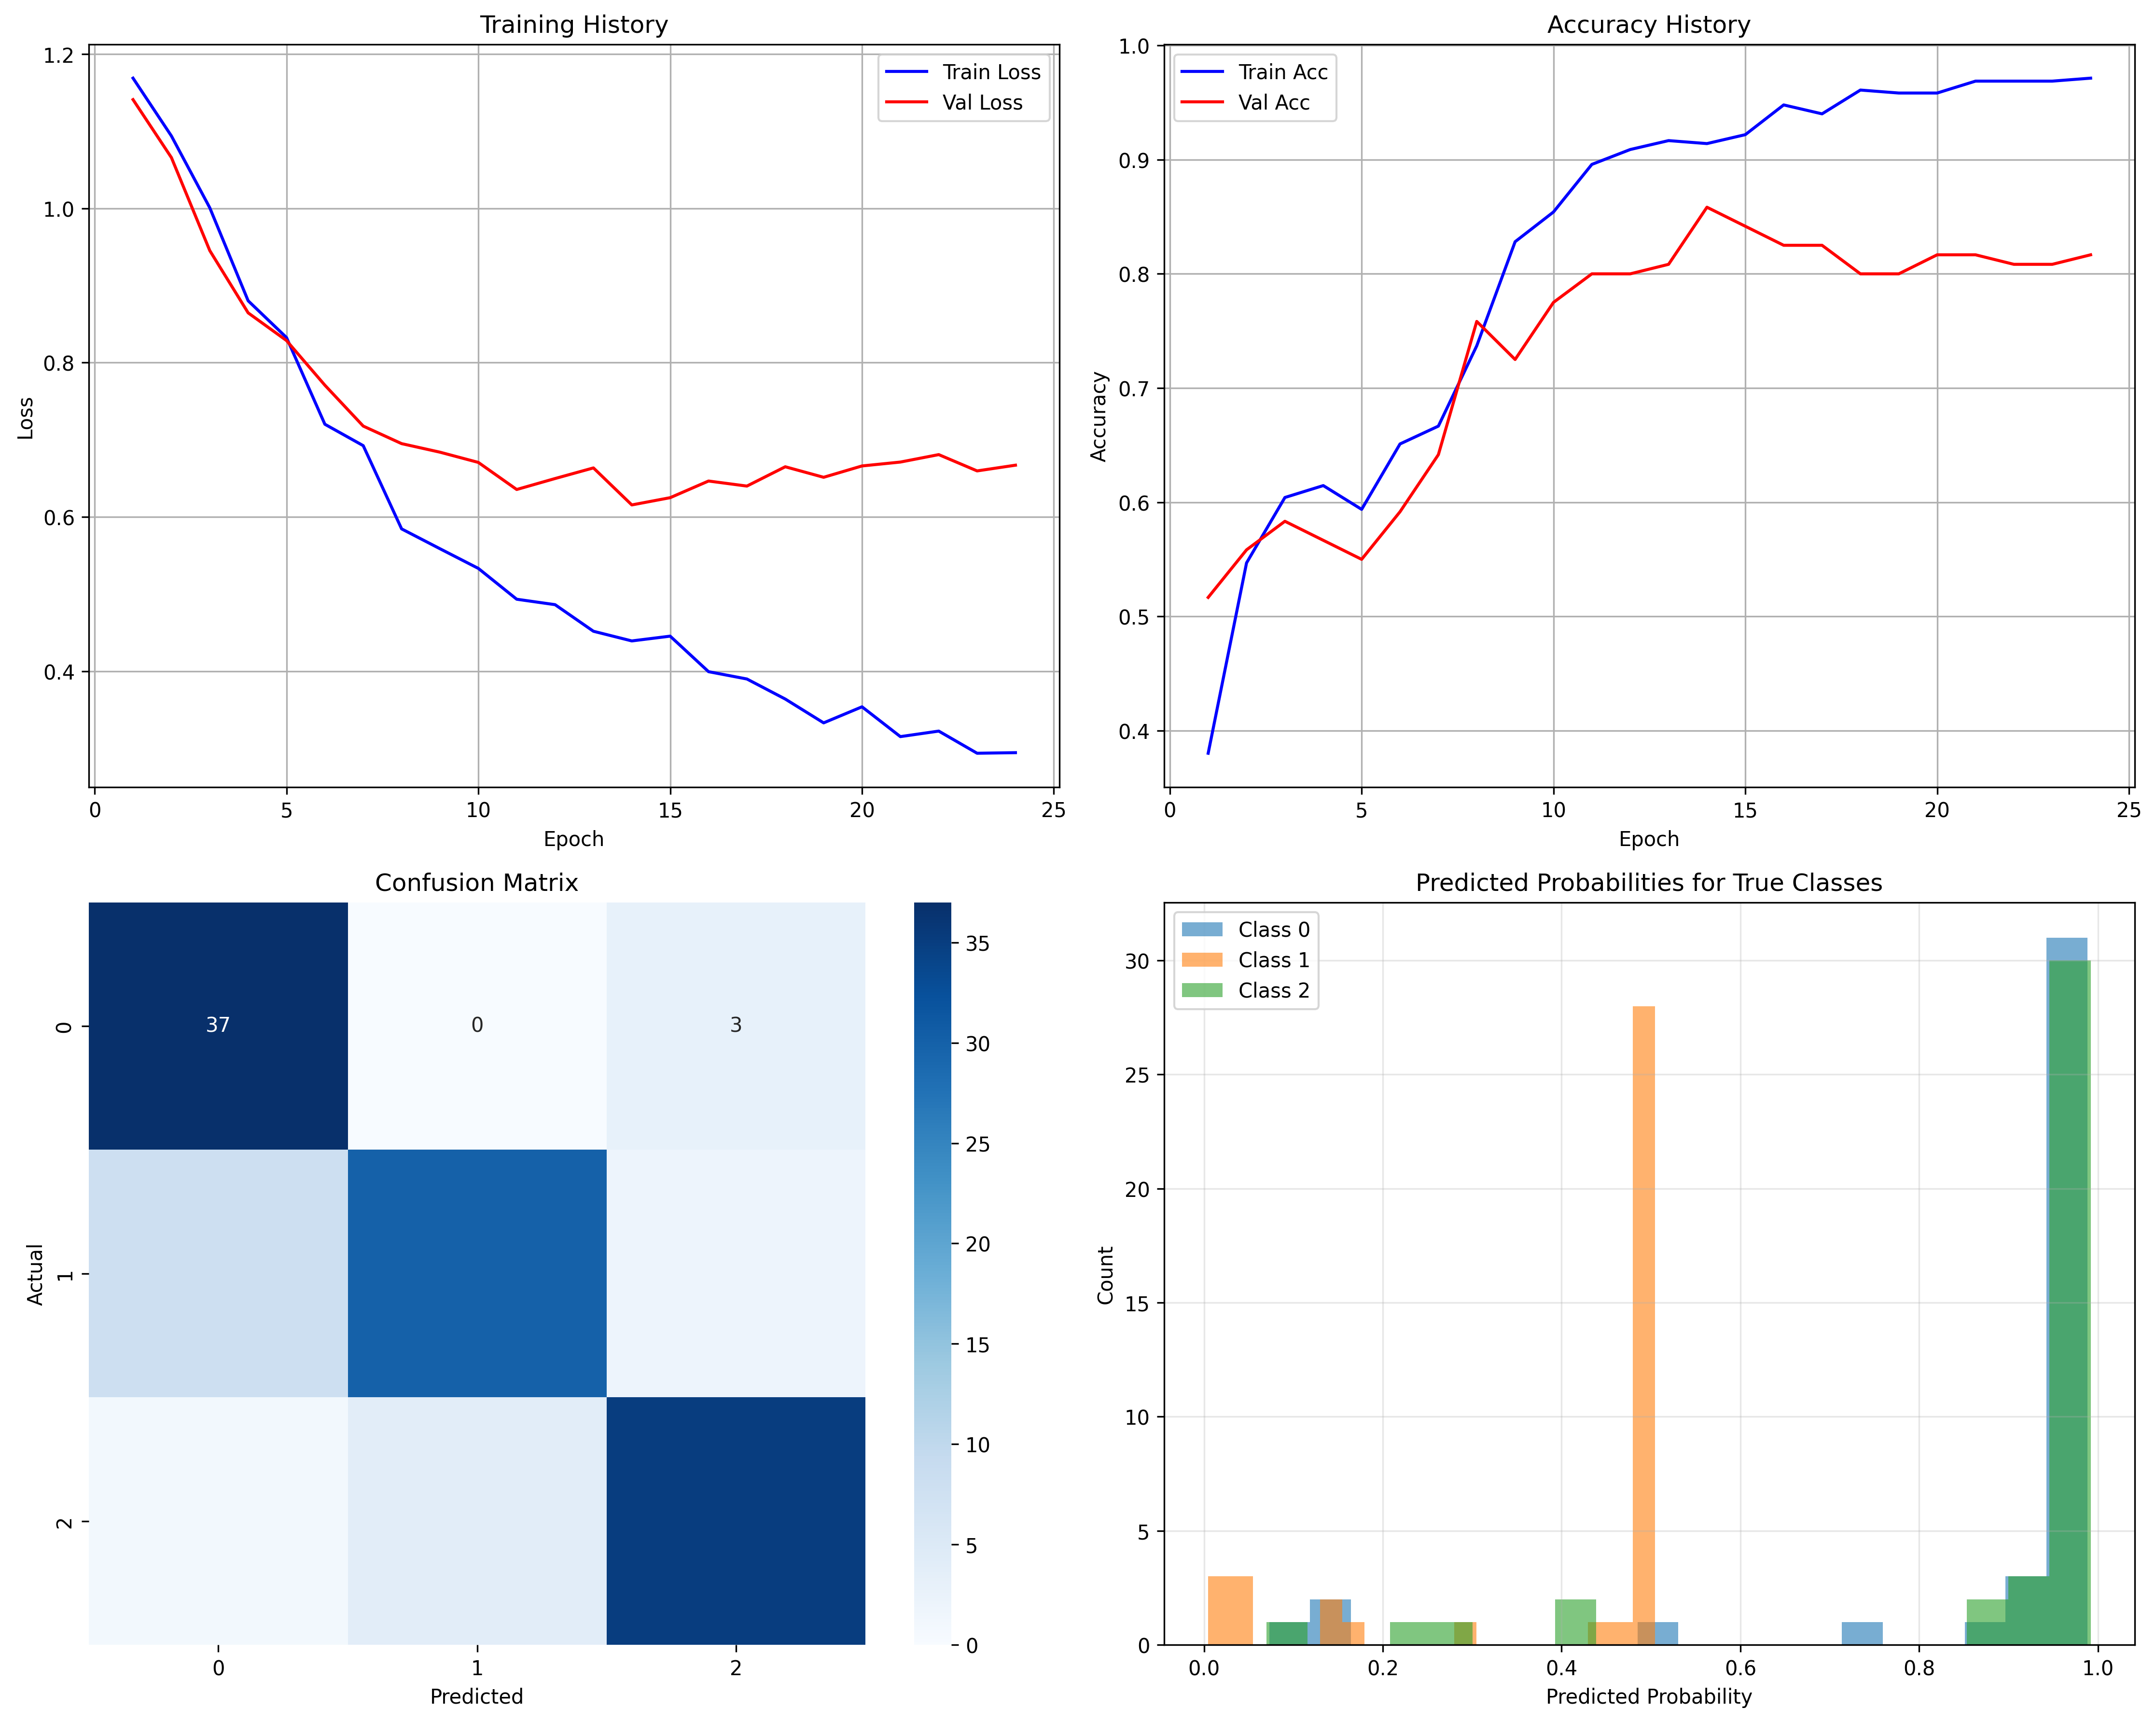 Training History
Train Loss
Val Loss
1.2
1.0
0.8
0.6
0.4
Loss
0
5
10
15
20
25
Epoch
Accuracy History
Train Acc
Val Acc
1.0
0.9
0.8
0.7
0.6
0.5
0.4
Accuracy
0
5
10
15
20
25
Epoch
Confusion Matrix
37
0
3
0
1
2
Actual
0
1
2
Predicted
35
30
25
20
15
10
5
0
Predicted Probabilities for True Classes
Class 0
Class 1
Class 2
30
25
20
15
10
5
0
Count
0.0
0.2
0.4
0.6
0.8
1.0
Predicted Probability